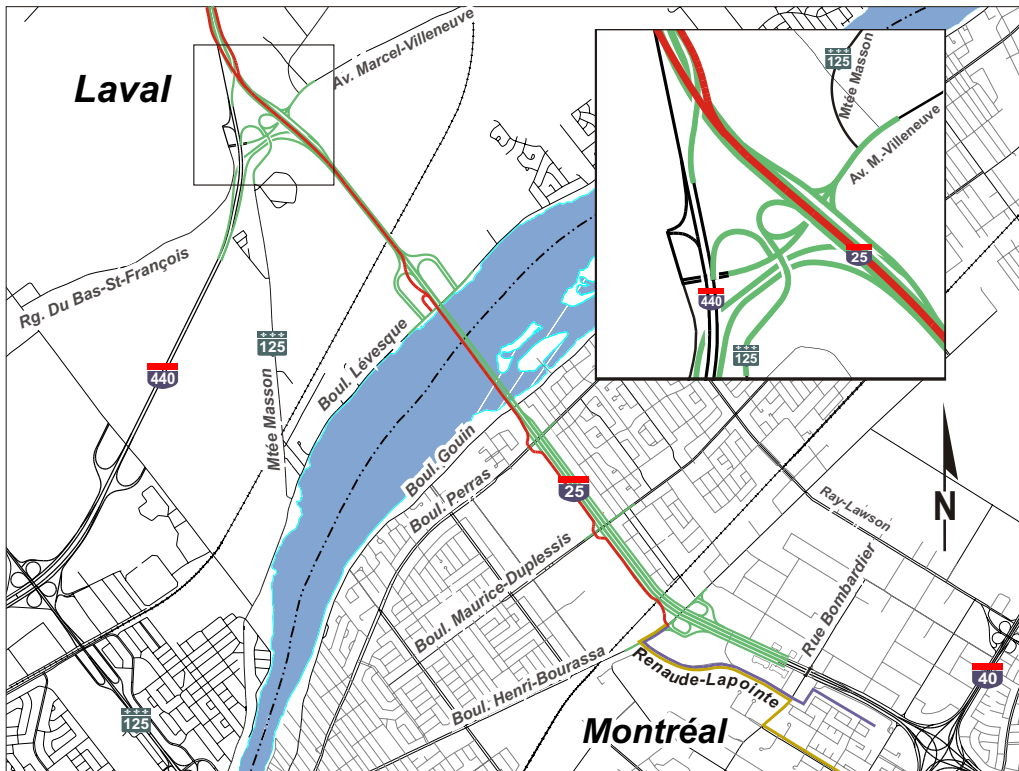 Laval
Av. Marcel-Villeneuve
125
Mtée Masson
Av. M.-Villeneuve
25
440
125
Rg. Du Bas-St-François
440
125
Mtée Masson
Boul. Lévesque
Boul. Gouin
Boul. Perras
25
Boul. Maurice-Duplessis
Boul. Henri-Bourassa
N
Ray-Lawson
Rue Bombardier
Renaude-Lapointe
40
125
Montréal